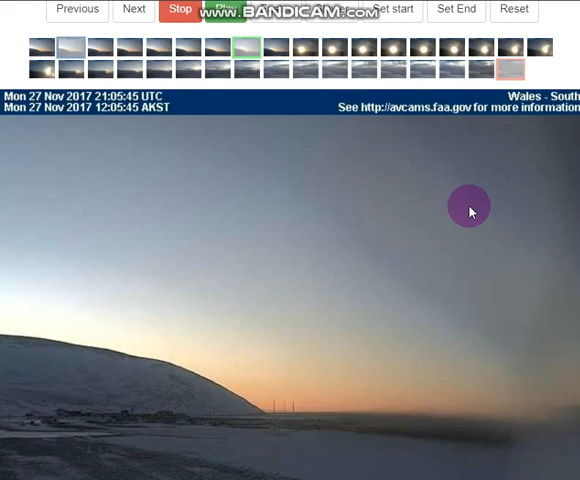 Previous
Next
Stop
Play
www.BANDICAM.com
Set start
Set End
Reset
Mon 27 Nov 2017 21:05:45 UTC
Mon 27 Nov 2017 12:05:45 AKST
Wales - South
See http://avcams.faa.gov for more information